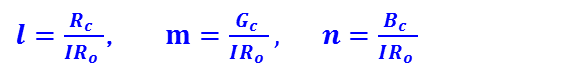 l = R_c / IR_o, m = G_c / IR_o, n = B_c / IR_o